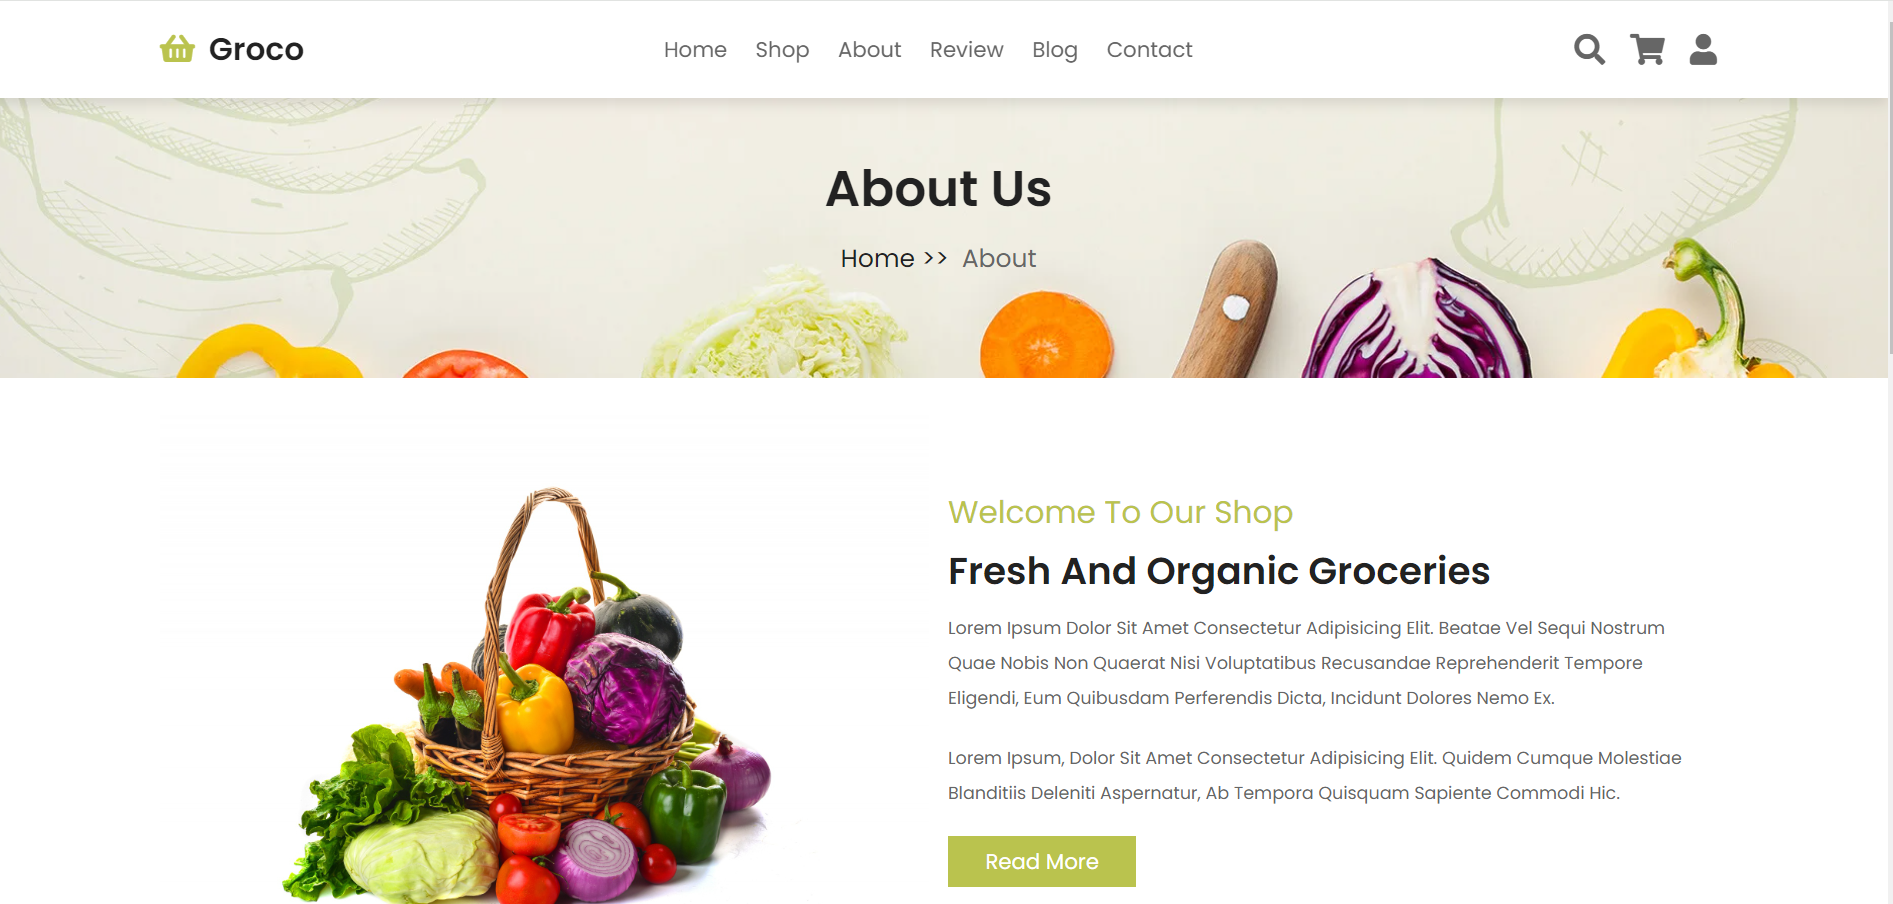 Groco
Home Shop About Review Blog Contact
About Us
Home >> About
Welcome To Our Shop
Fresh And Organic Groceries
Lorem Ipsum Dolor Sit Amet Consectetur Adipisicing Elit. Beatae Vel Sequi Nostrum
Quae Nobis Non Quaerat Nisi Voluptatibus Recusandae Reprehenderit Tempore
Eligendi, Eum Quibusdam Perferendis Dicta, Incidunt Dolores Nemo Ex.
Lorem Ipsum, Dolor Sit Amet Consectetur Adipisicing Elit. Quidem Cumque Molestiae
Blanditiis Deleniti Aspernatur, Ab Tempora Quisquam Sapiente Commodi Hic.
Read More